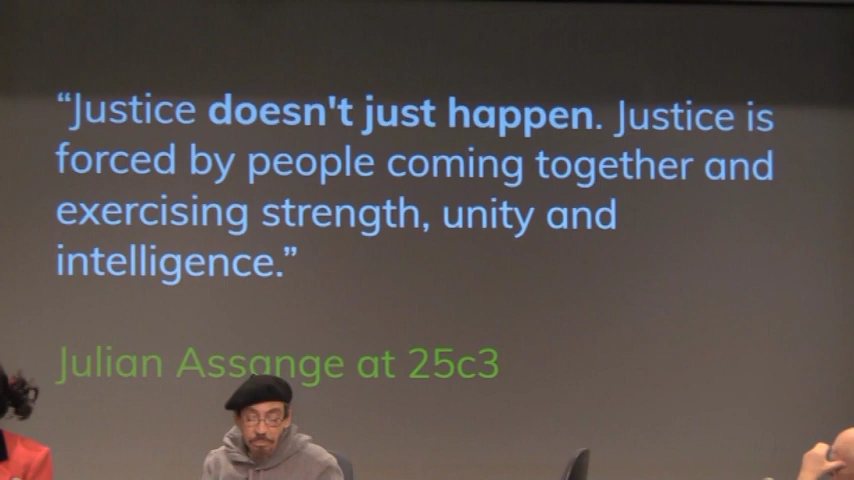 “Justice doesn't just happen. Justice is
forced by people coming together and
exercising strength, unity and
intelligence.”
Julian Assange at 25c3